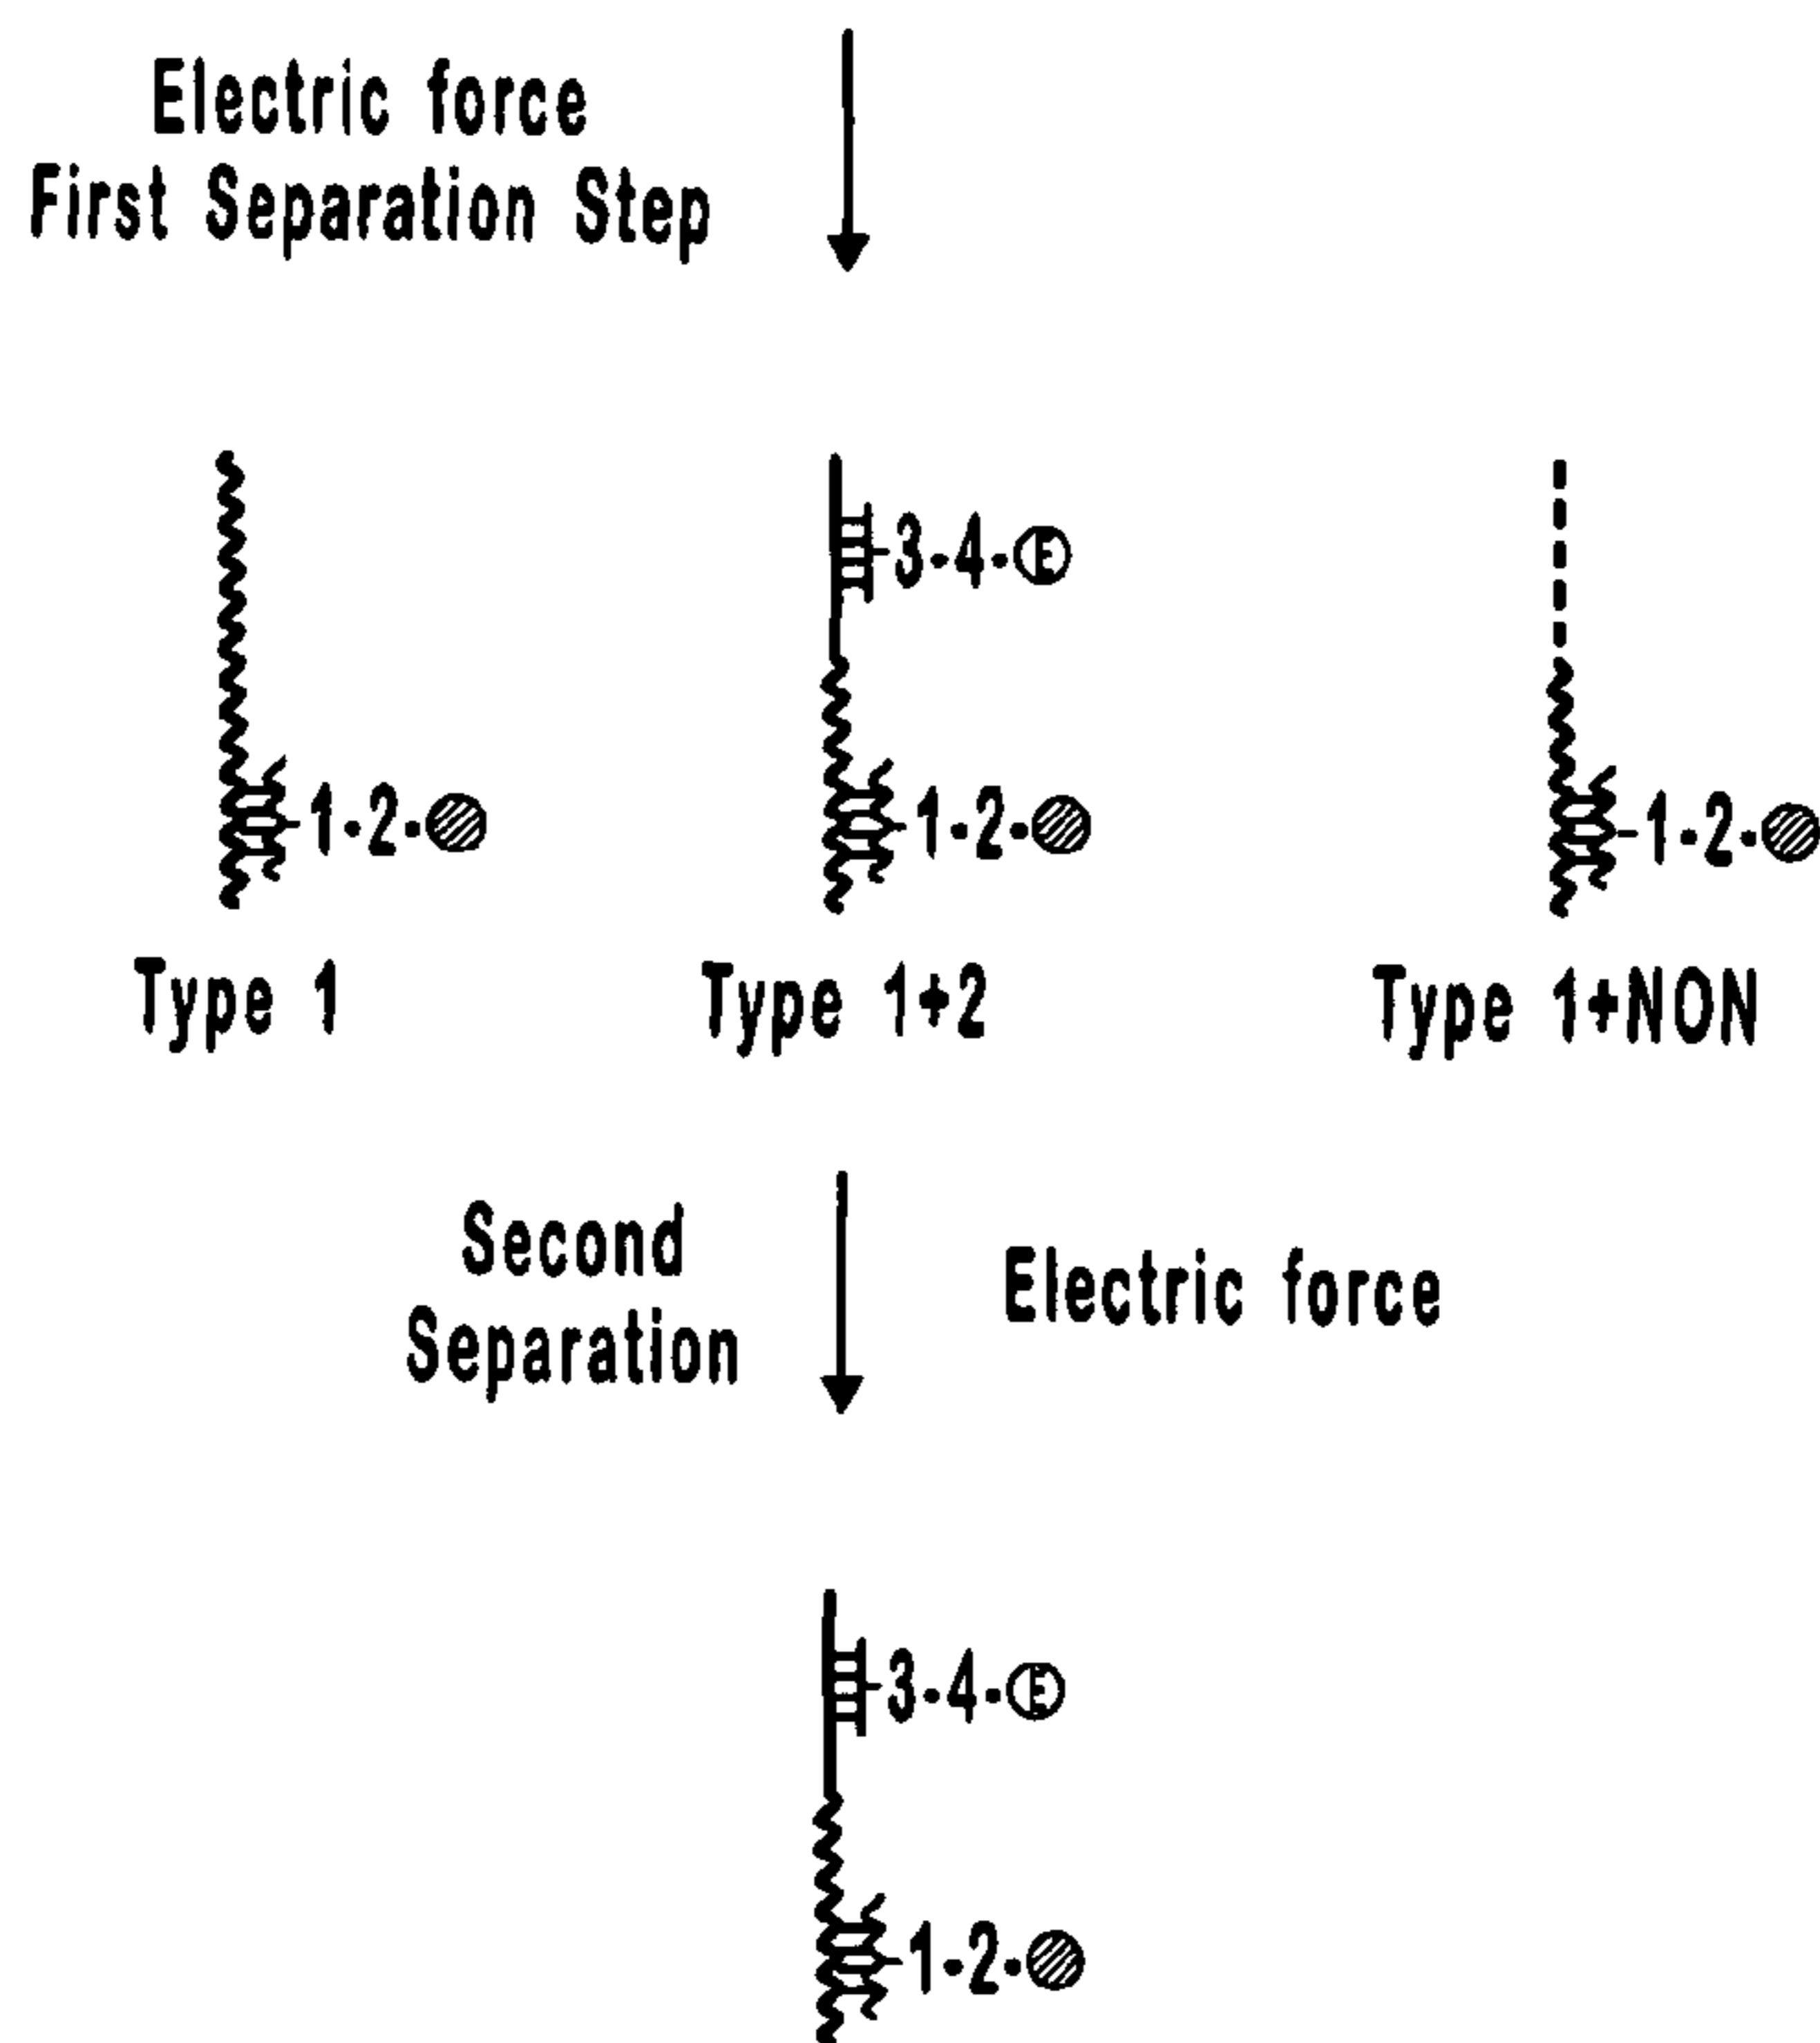 Electric force
First Separation Step
3·4·E
1·2·
1·2·
1·2·
Type 1
Type 1+2
Type 1+NON
Second
Separation
Electric force
3·4·E
1·2·